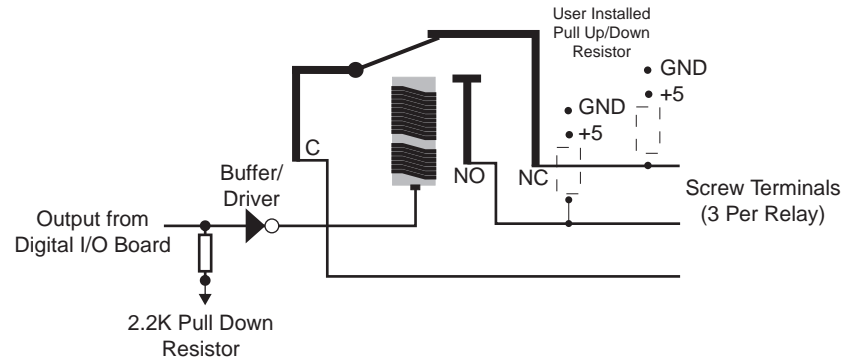 User Installed
Pull Up/Down
Resistor
GND
+5
GND
+5
C
NO
NC
Buffer/
Driver
Output from
Digital I/O Board
Screw Terminals
(3 Per Relay)
2.2K Pull Down
Resistor